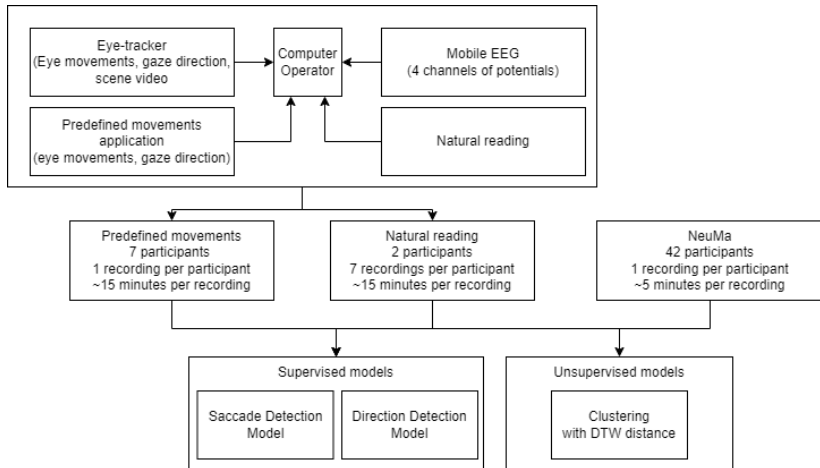 Eye-tracker
(Eye movements, gaze direction,
scene video
Computer
Operator
Mobile EEG
(4 channels of potentials)
Predefined movements
application
(eye movements, gaze direction)
Natural reading
Predefined movements
7 participants
1 recording per participant
~15 minutes per recording
Natural reading
2 participants
7 recordings per participant
~15 minutes per recording
NeuMa
42 participants
1 recording per participant
~5 minutes per recording
Supervised models
Saccade Detection
Model
Direction Detection
Model
Unsupervised models
Clustering
with DTW distance